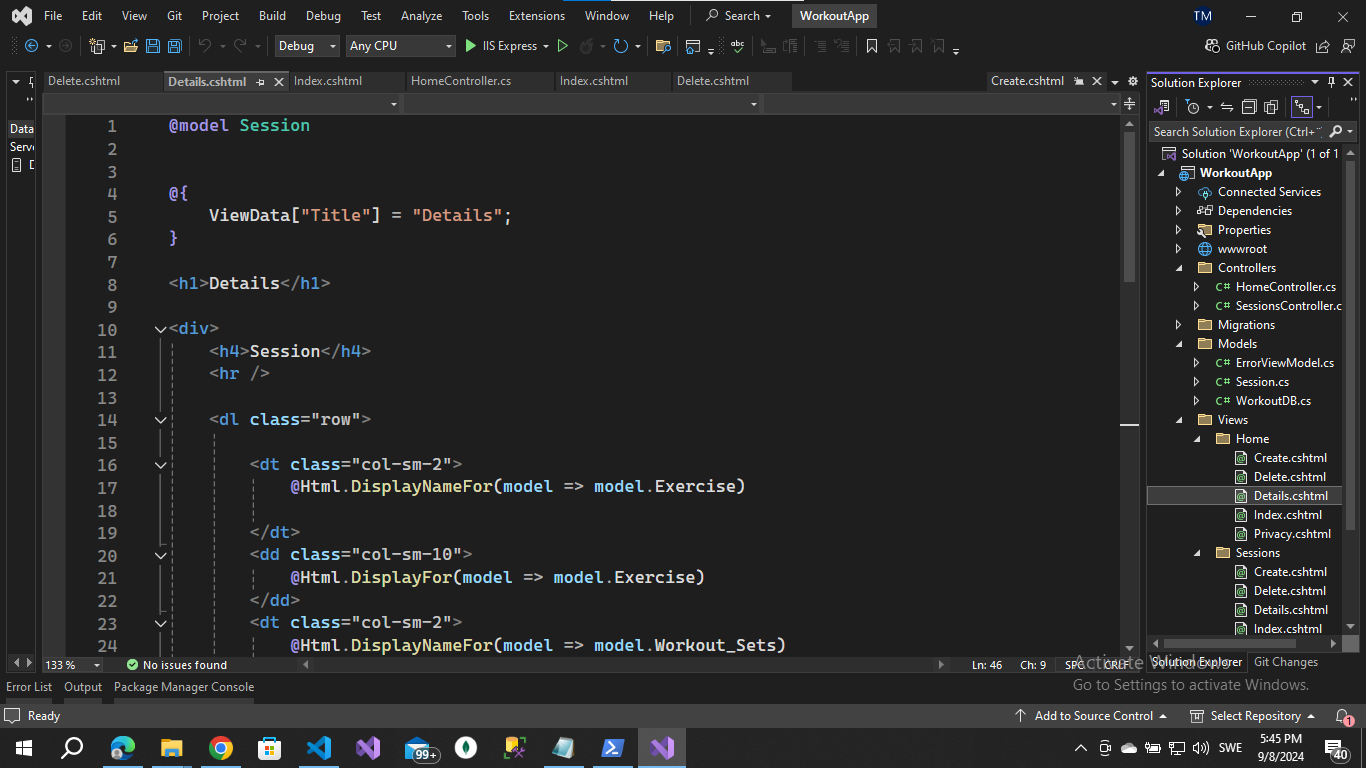 File Edit View Git Project Build Debug Test Analyze Tools Extensions Window Help Search WorkoutApp TM
Debug Any CPU IIS Express GitHub Copilot
Delete.cshtml Details.cshtml Index.cshtml HomeController.cs Index.cshtml Delete.cshtml Create.cshtml
Solution Explorer
Data
Serv
D
Search Solution Explorer (Ctrl+
Solution 'WorkoutApp' (1 of 1
WorkoutApp
Connected Services
Dependencies
Properties
wwwroot
Controllers
C# HomeController.cs
C# SessionsController.c
Migrations
Models
C# ErrorViewModel.cs
C# Session.cs
C# WorkoutDB.cs
Views
Home
Create.cshtml
Delete.cshtml
Details.cshtml
Index.cshtml
Privacy.cshtml
Sessions
Create.cshtml
Delete.cshtml
Details.cshtml
Index.cshtml
1 @model Session
2
3
4 @{
5 ViewData["Title"] = "Details";
6 }
7
8 <h1>Details</h1>
9
10 <div>
11 <h4>Session</h4>
12 <hr />
13
14 <dl class="row">
15
16 <dt class="col-sm-2">
17 @Html.DisplayNameFor(model => model.Exercise)
18
19 </dt>
20 <dd class="col-sm-10">
21 @Html.DisplayFor(model => model.Exercise)
22 </dd>
23 <dt class="col-sm-2">
24 @Html.DisplayNameFor(model => model.Workout_Sets)
133 % No issues found Ln: 46 Ch: 9 SPC CRLF
Solution Explorer Git Changes
Activate Windows
Go to Settings to activate Windows.
Error List Output Package Manager Console
Ready Add to Source Control Select Repository 1
99+ SWE 5:45 PM
9/8/2024 40